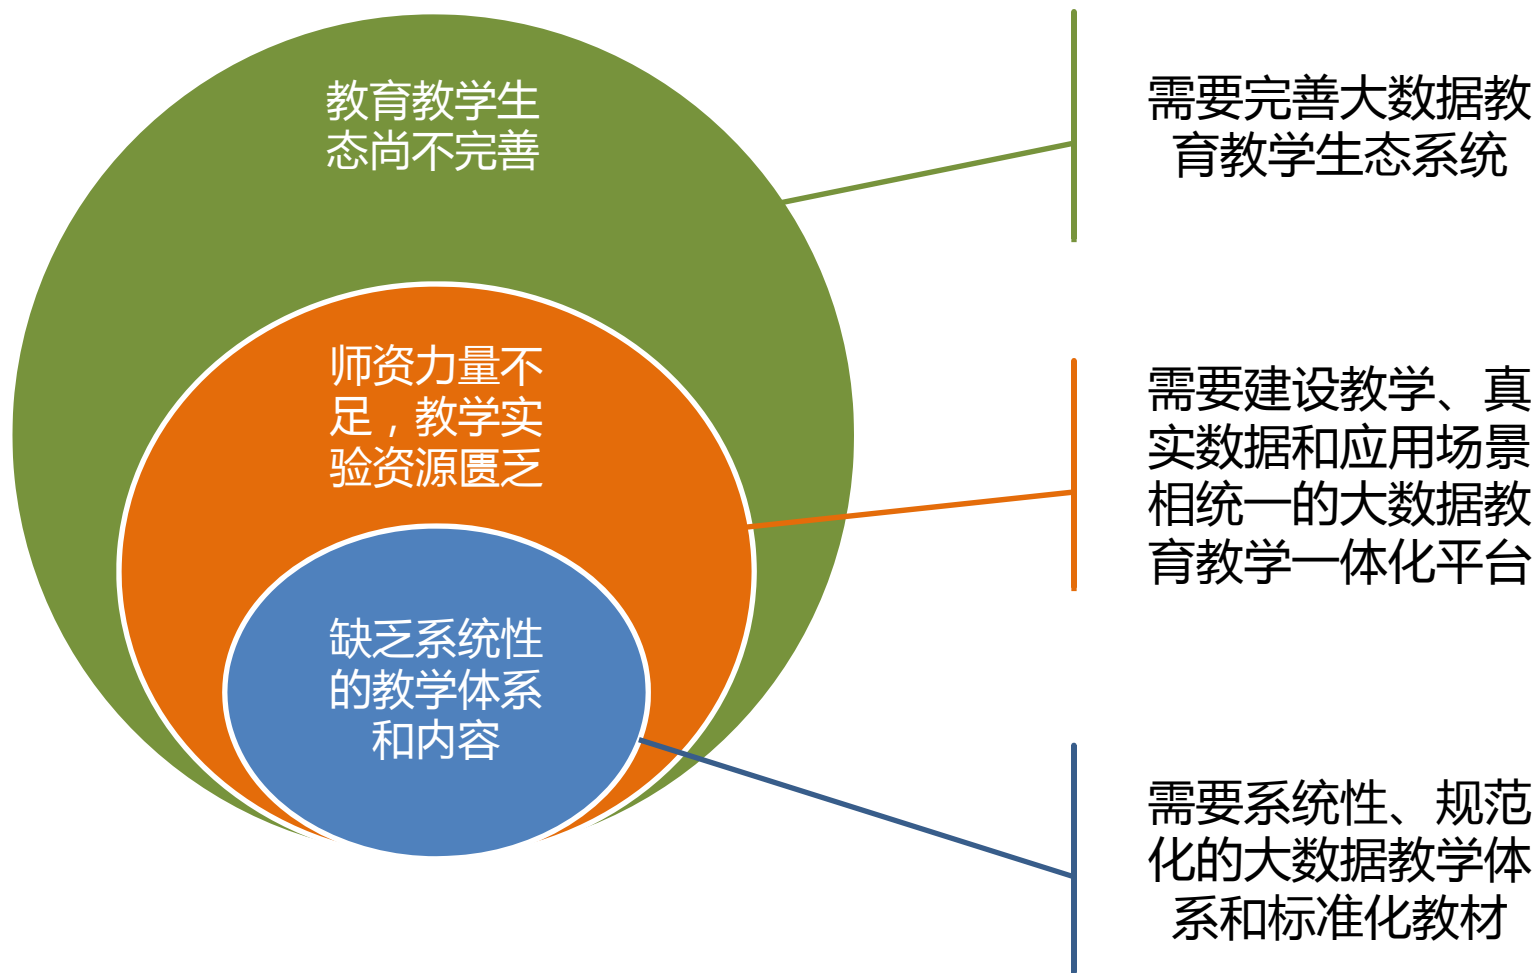 教育教学生
态尚不完善
需要完善大数据教
育教学生态系统
师资力量不
足，教学实
验资源匮乏
需要建设教学、真
实数据和应用场景
相统一的大数据教
育教学一体化平台
缺乏系统性
的教学体系
和内容
需要系统性、规范
化的大数据教学体
系和标准化教材